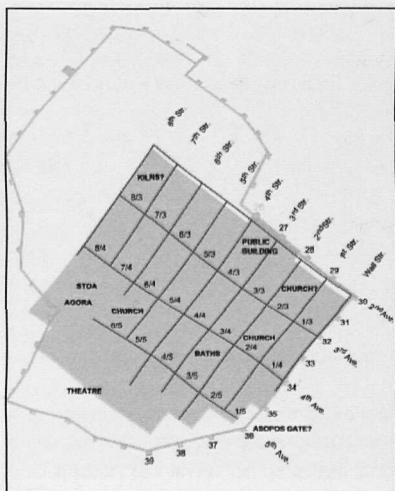 8th Str.
7th Str.
6th Str.
5th Str.
4th Str.
3rd Str.
2ndStr.
1st Str.
Wall Str.
KILNS?
8/3
7/3
6/3
5/3
4/3
3/3
2/3
1/3
PUBLIC
BUILDING
CHURCH?
27
28
29
30
2nd Ave.
31
32
3rd Ave.
33
34
4th Ave.
35
ASOPOS GATE?
36
5th Ave.
37
38
39
8/4
7/4
6/4
5/4
4/4
3/4
2/4
1/4
STOA
AGORA
CHURCH
CHURCH
BATHS
6/5
5/5
4/5
3/5
2/5
1/5
THEATRE